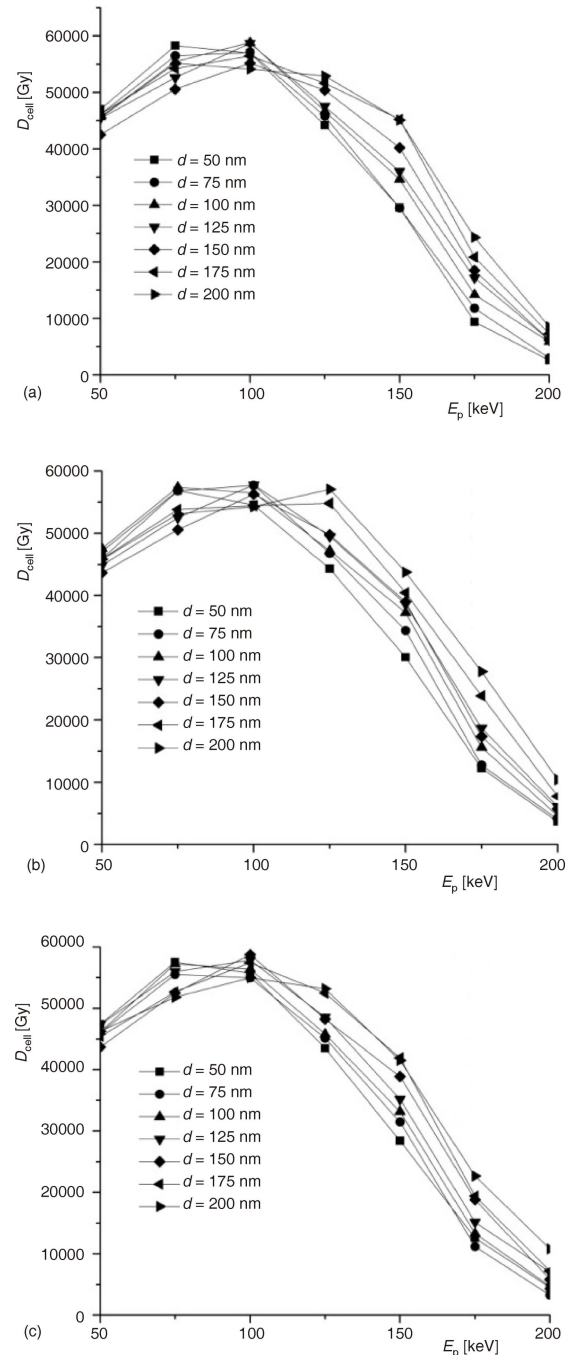 60000
50000
40000
30000
20000
10000
0
D_cell [Gy]
d = 50 nm
d = 75 nm
d = 100 nm
d = 125 nm
d = 150 nm
d = 175 nm
d = 200 nm
(a)
50 100 150 200
E_p [keV]
60000
50000
40000
30000
20000
10000
0
D_cell [Gy]
d = 50 nm
d = 75 nm
d = 100 nm
d = 125 nm
d = 150 nm
d = 175 nm
d = 200 nm
(b)
50 100 150 200
E_p [keV]
60000
50000
40000
30000
20000
10000
0
D_cell [Gy]
d = 50 nm
d = 75 nm
d = 100 nm
d = 125 nm
d = 150 nm
d = 175 nm
d = 200 nm
50 100 150 200
(c)
E_p [keV]